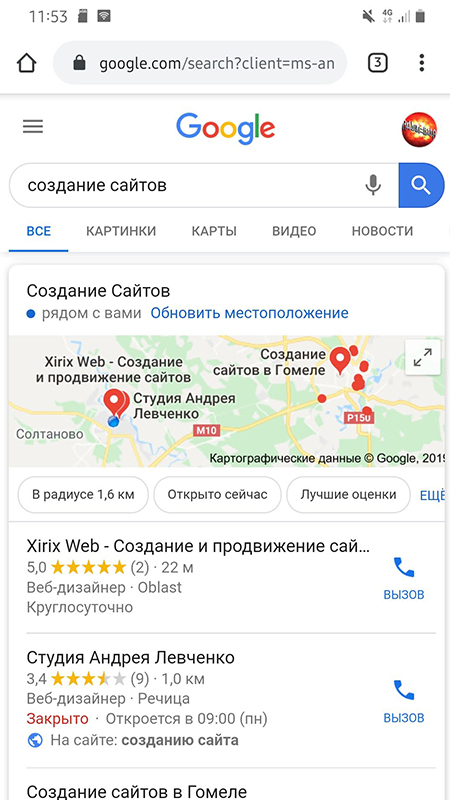 11:53
4G
google.com/search?client=ms-an
3
Google
создание сайтов
ВСЕ
КАРТИНКИ
КАРТЫ
ВИДЕО
НОВОСТИ
Создание Сайтов
рядом с вами Обновить местоположение
Xirix Web - Создание
и продвижение сайтов
Создание
сайтов в Гомеле
Студия Андрея
Левченко
Солтаново
M10
P15u
Картографические данные © Google, 2019
В радиусе 1,6 км
Открыто сейчас
Лучшие оценки
ЕЩЁ
Xirix Web - Создание и продвижение сай...
5,0 (2) · 22 м
Веб-дизайнер · Oblast
Круглосуточно
ВЫЗОВ
Студия Андрея Левченко
3,4 (9) · 1,0 км
Веб-дизайнер · Речица
Закрыто · Откроется в 09:00 (пн)
На сайте: созданию сайта
ВЫЗОВ
Создание сайтов в Гомеле